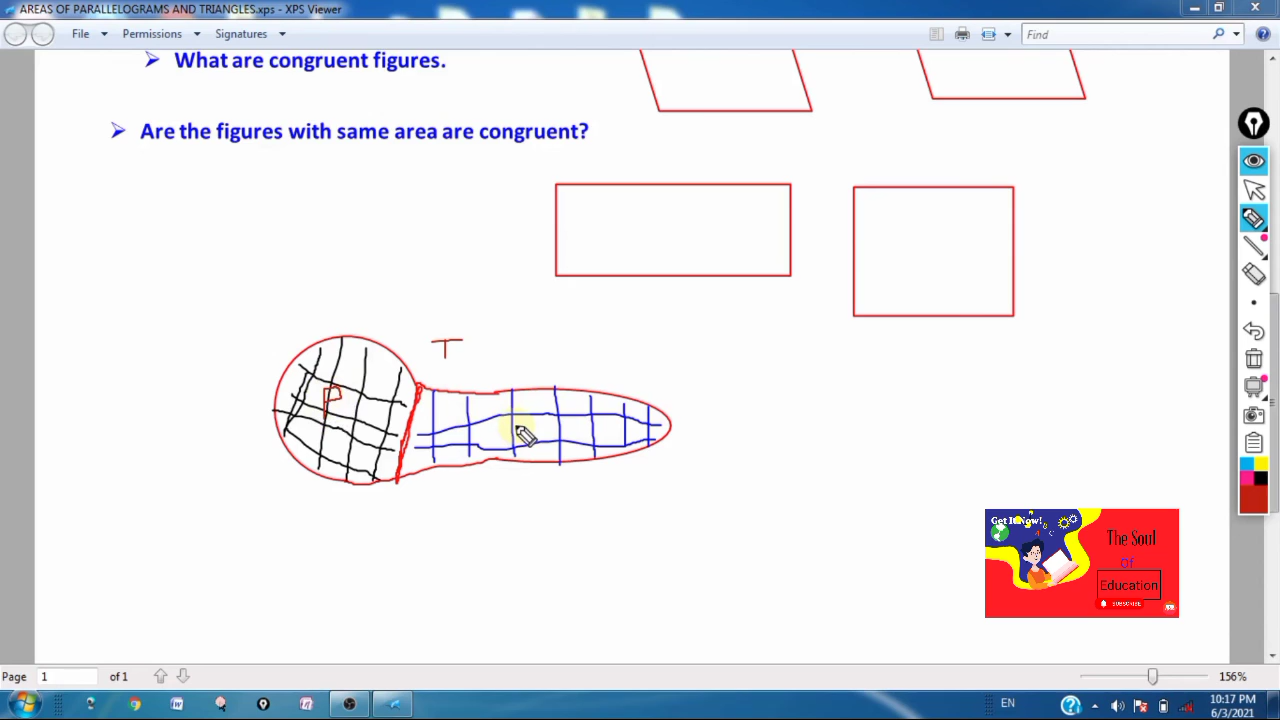 AREAS OF PARALLELOGRAMS AND TRIANGLES.xps - XPS Viewer
File Permissions Signatures Find
What are congruent figures.
Are the figures with same area are congruent?
T
P
Get It Now!
The Soul
Of
Education
SUBSCRIBE
Page 1 of 1 156%
EN 10:17 PM
6/3/2021